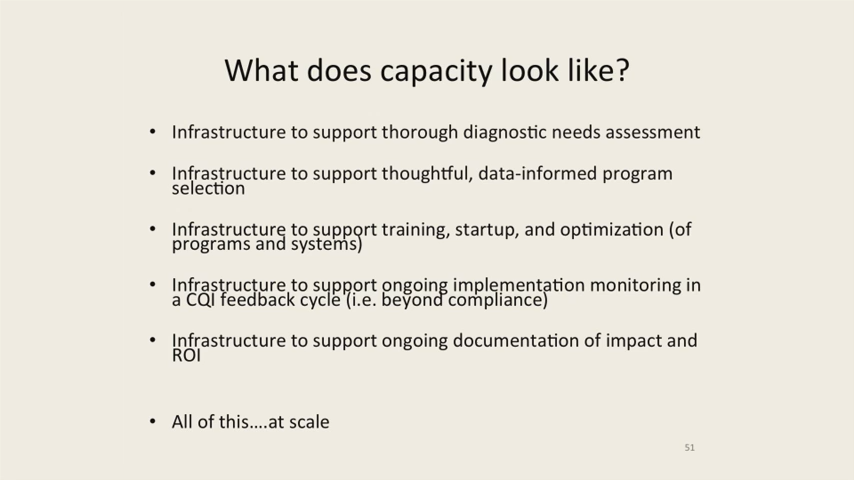 What does capacity look like?
• Infrastructure to support thorough diagnostic needs assessment
• Infrastructure to support thoughtful, data-informed program
selection
• Infrastructure to support training, startup, and optimization (of
programs and systems)
• Infrastructure to support ongoing implementation monitoring in
a CQI feedback cycle (i.e. beyond compliance)
• Infrastructure to support ongoing documentation of impact and
ROI
• All of this....at scale
51